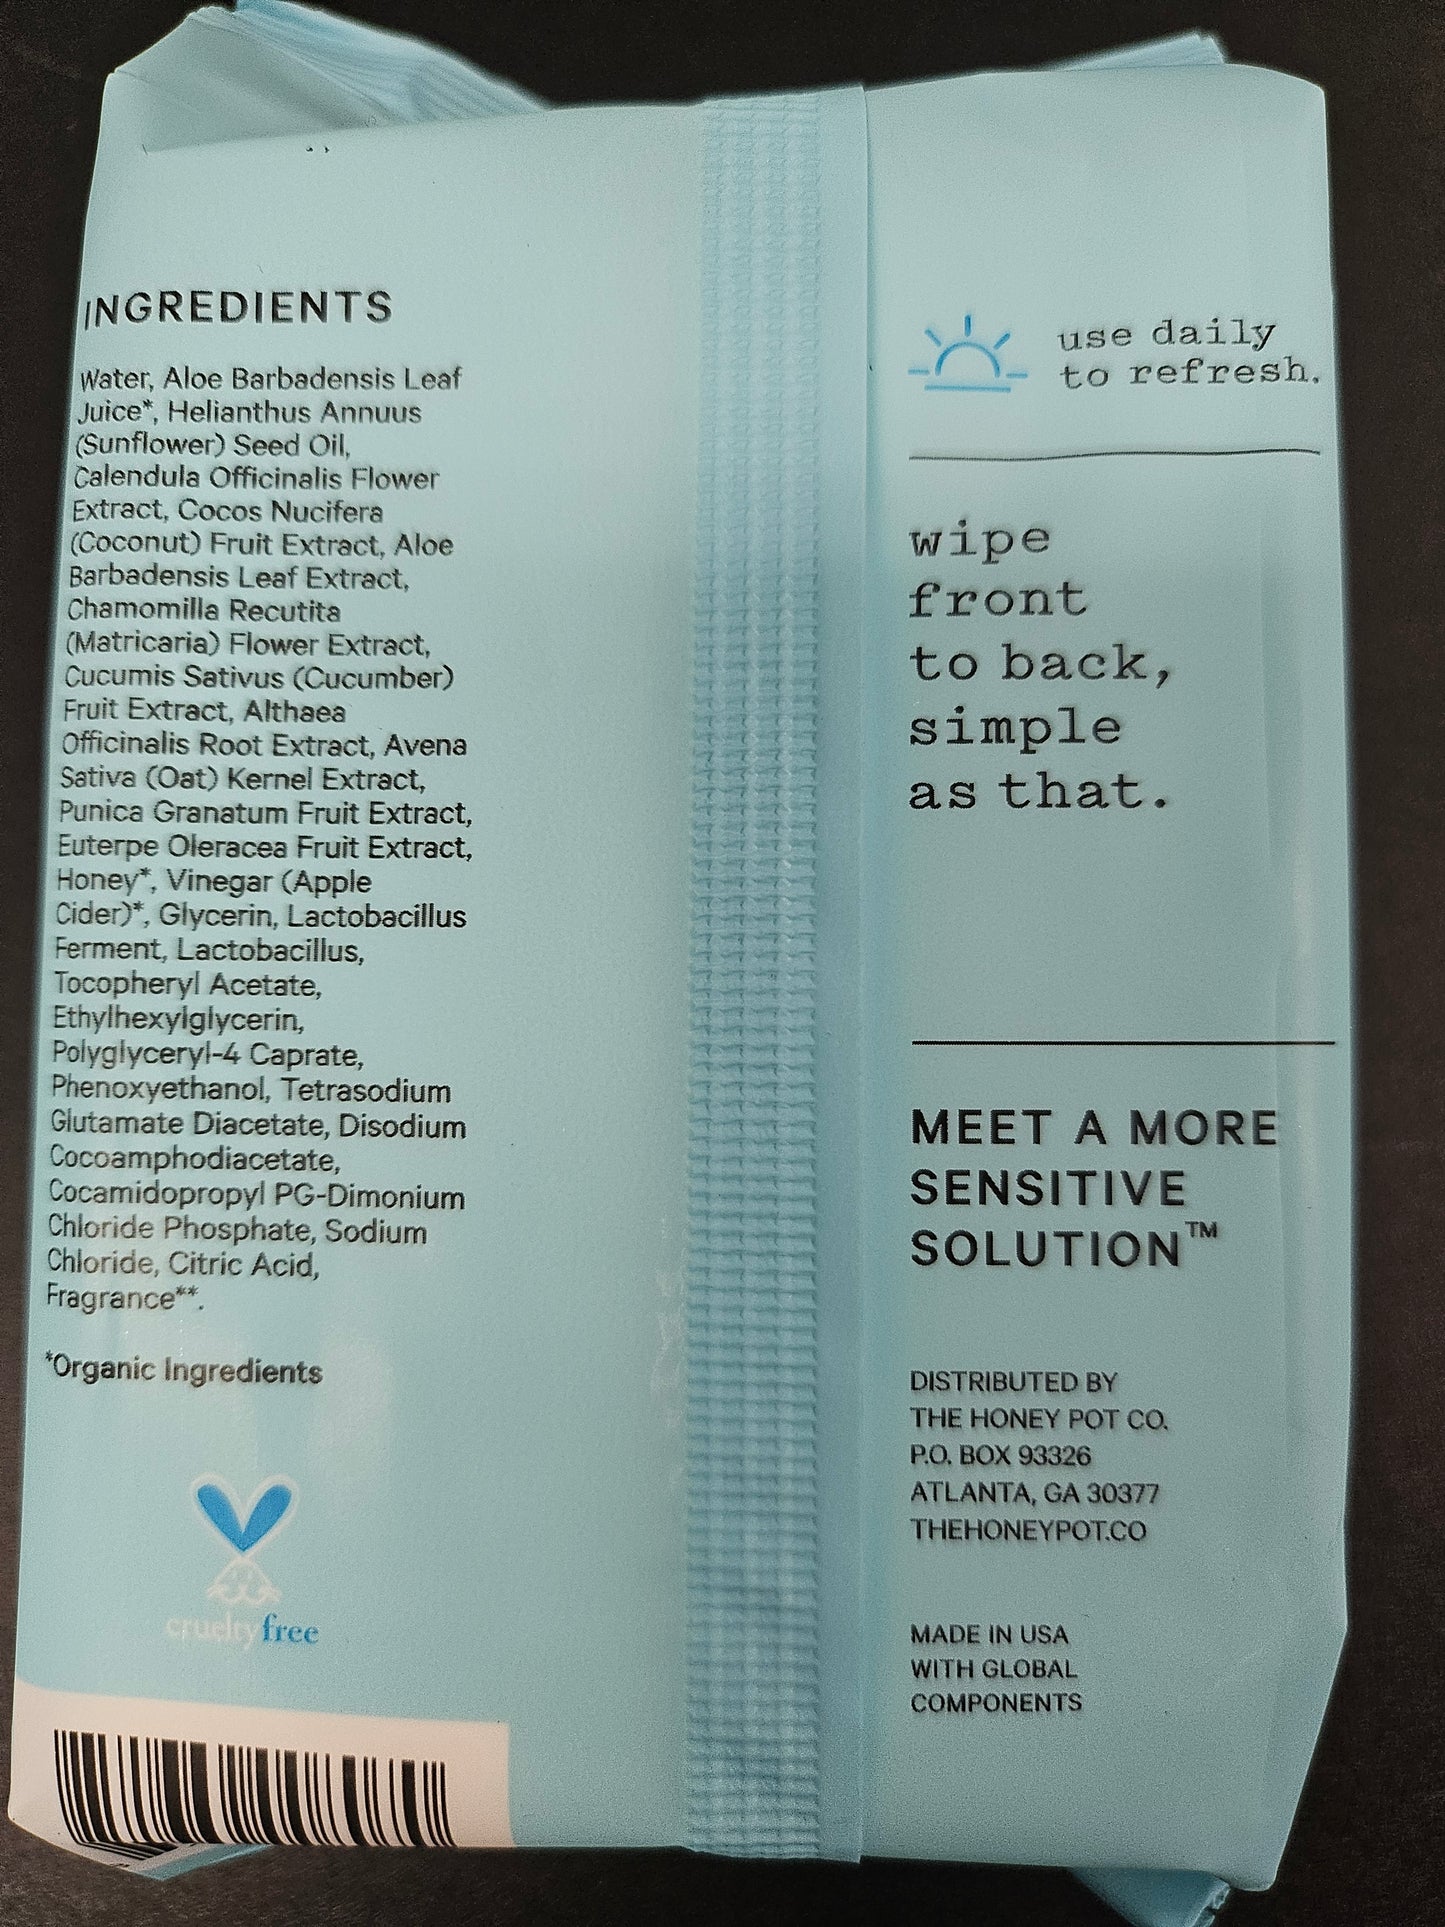 INGREDIENTS
Water, Aloe Barbadensis Leaf
Juice*, Helianthus Annuus
(Sunflower) Seed Oil,
Calendula Officinalis Flower
Extract, Cocos Nucifera
(Coconut) Fruit Extract, Aloe
Barbadensis Leaf Extract,
Chamomilla Recutita
(Matricaria) Flower Extract,
Cucumis Sativus (Cucumber)
Fruit Extract, Althaea
Officinalis Root Extract, Avena
Sativa (Oat) Kernel Extract,
Punica Granatum Fruit Extract,
Euterpe Oleracea Fruit Extract,
Honey*, Vinegar (Apple
Cider)*, Glycerin, Lactobacillus
Ferment, Lactobacillus,
Tocopheryl Acetate,
Ethylhexylglycerin,
Polyglyceryl-4 Caprate,
Phenoxyethanol, Tetrasodium
Glutamate Diacetate, Disodium
Cocoamphodiacetate,
Cocamidopropyl PG-Dimonium
Chloride Phosphate, Sodium
Chloride, Citric Acid,
Fragrance**.
*Organic Ingredients
crueltyfree
use daily
to refresh.
wipe
front
to back,
simple
as that.
MEET A MORE
SENSITIVE
SOLUTION™
DISTRIBUTED BY
THE HONEY POT CO.
P.O. BOX 93326
ATLANTA, GA 30377
THEHONEYPOT.CO
MADE IN USA
WITH GLOBAL
COMPONENTS